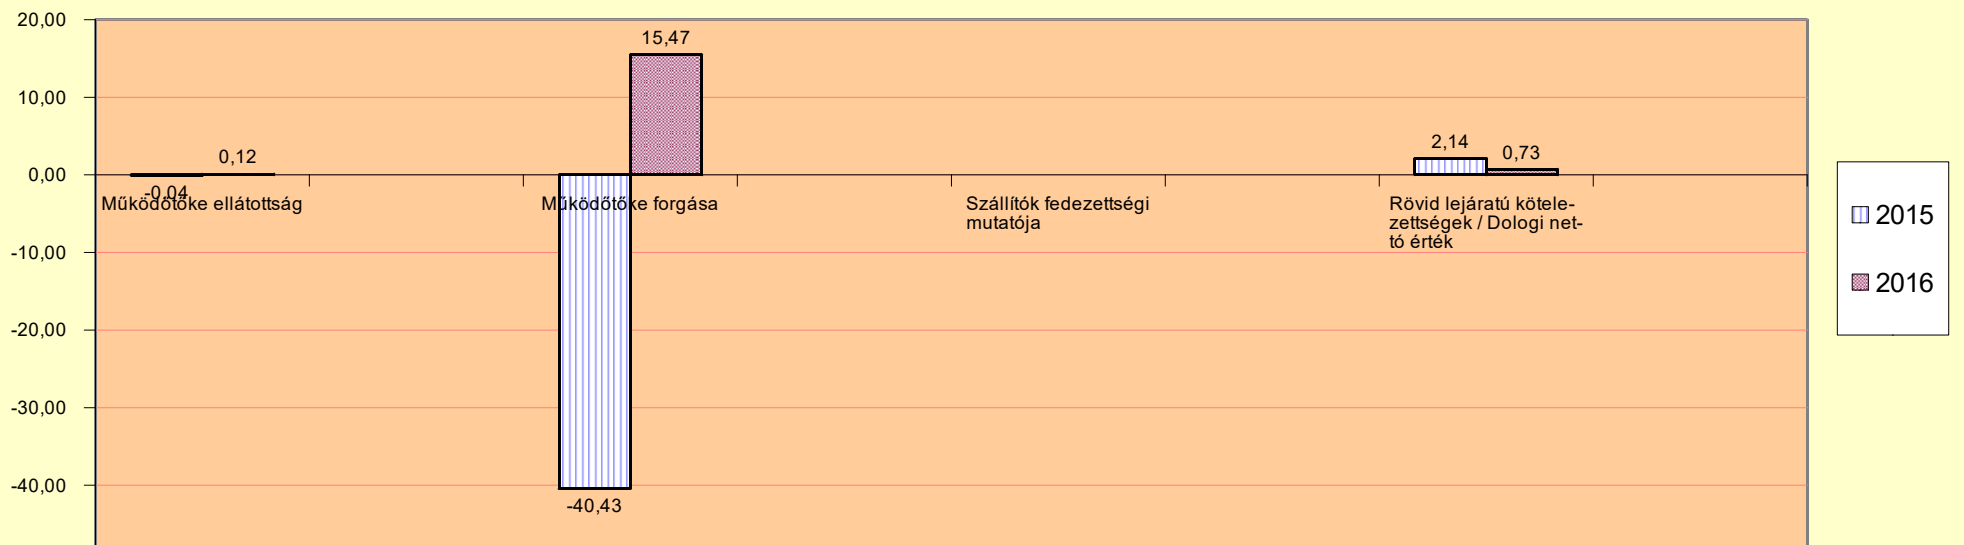 20,00
10,00
0,00
-10,00
-20,00
-30,00
-40,00
-0,04
0,12
-40,43
15,47
2,14
0,73
Működőtőke ellátottság
Működőtőke forgása
Szállítók fedezettségi
mutatója
Rövid lejáratú kötele-
zettségek / Dologi net-
tó érték
2015
2016